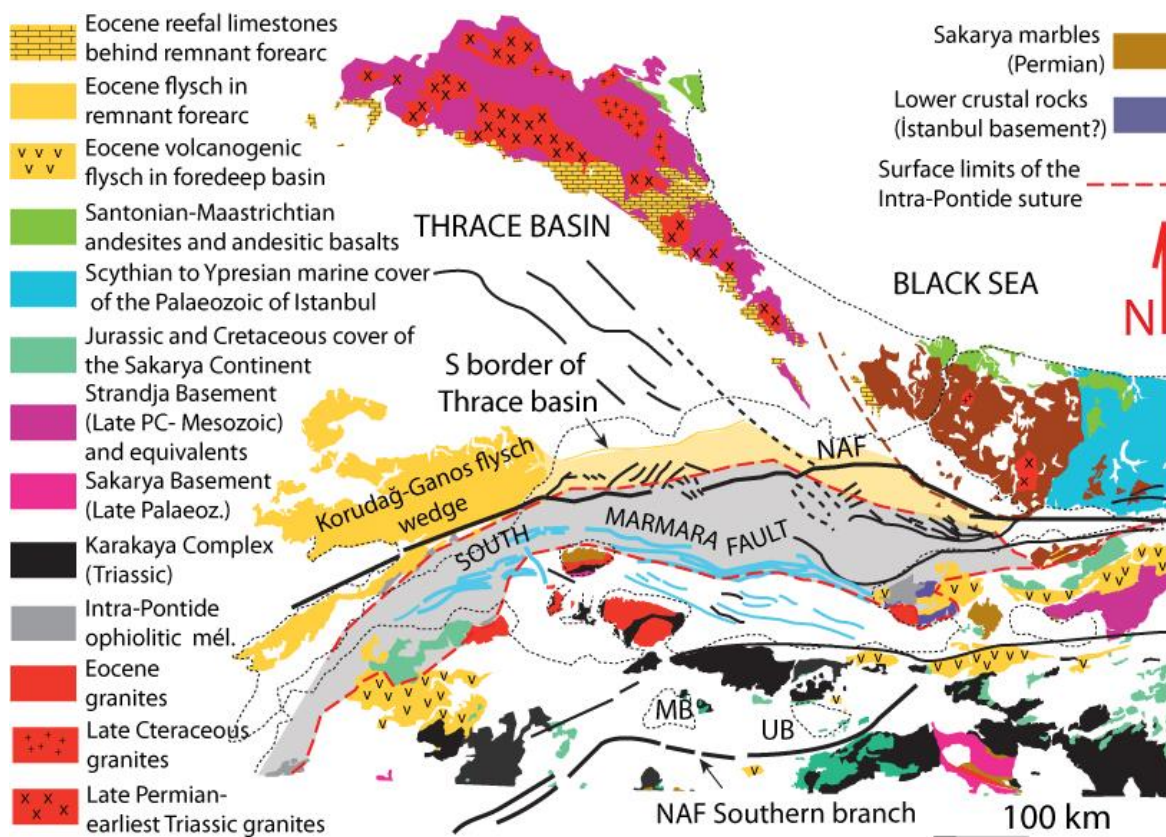 Eocene reefal limestones
behind remnant forearc
Eocene flysch in
remnant forearc
Eocene volcanogenic
flysch in foredeep basin
Santonian-Maastrichtian
andesites and andesitic basalts
Scythian to Ypresian marine cover
of the Palaeozoic of Istanbul
Jurassic and Cretaceous cover of
the Sakarya Continent
Strandja Basement
(Late PC- Mesozoic)
and equivalents
Sakarya Basement
(Late Palaeoz.)
Karakaya Complex
(Triassic)
Intra-Pontide
ophiolitic mél.
Eocene
granites
Late Cteraceous
granites
Late Permian-
earliest Triassic granites
Sakarya marbles
(Permian)
Lower crustal rocks
(İstanbul basement?)
Surface limits of the
Intra-Pontide suture
N
THRACE BASIN
BLACK SEA
S border of
Thrace basin
NAF
Korudağ-Ganos flysch
wedge
SOUTH MARMARA FAULT
MB
UB
NAF Southern branch
100 km